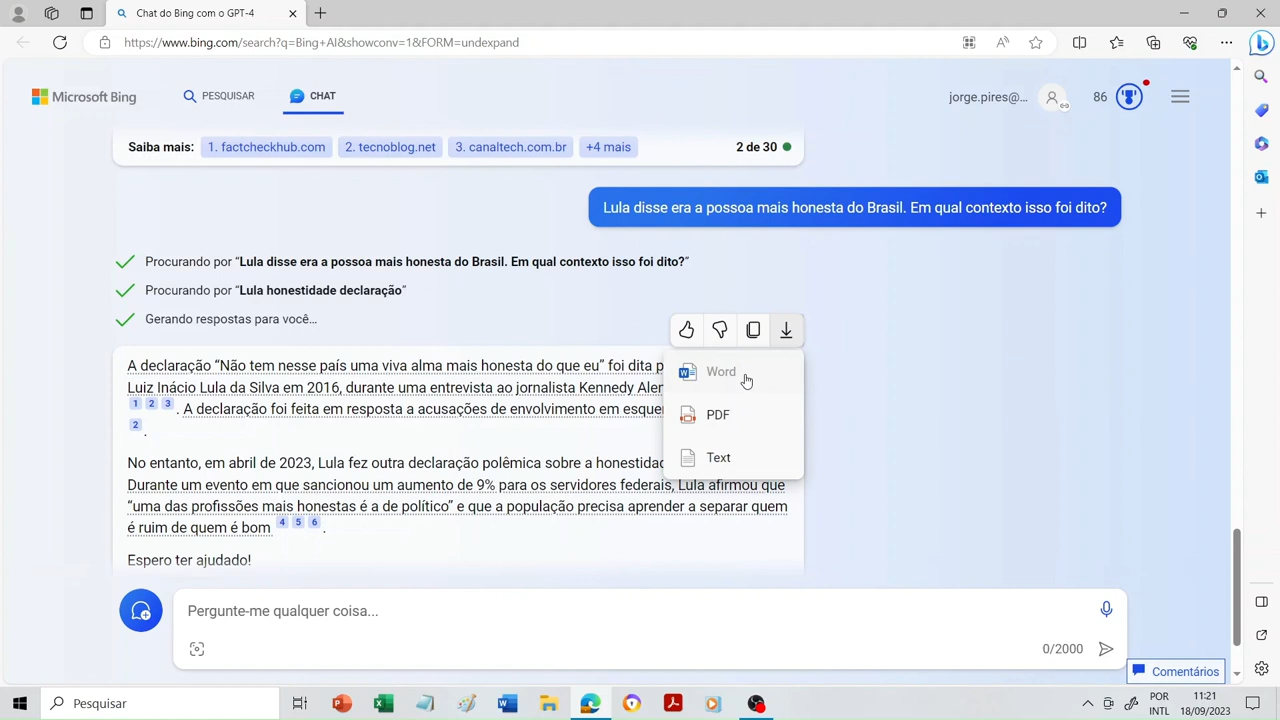 Chat do Bing com o GPT-4
https://www.bing.com/search?q=Bing+AI&showconv=1&FORM=undexpand
Microsoft Bing
PESQUISAR
CHAT
jorge.pires@...
86
Saiba mais: 1. factcheckhub.com 2. tecnoblog.net 3. canaltech.com.br +4 mais 2 de 30
Lula disse era a possoa mais honesta do Brasil. Em qual contexto isso foi dito?
Procurando por “Lula disse era a possoa mais honesta do Brasil. Em qual contexto isso foi dito?”
Procurando por “Lula honestidade declaração”
Gerando respostas para você...
A declaração “Não tem nesse país uma viva alma mais honesta do que eu” foi dita
Luiz Inácio Lula da Silva em 2016, durante uma entrevista ao jornalista Kennedy
1 2 3 . A declaração foi feita em resposta a acusações de envolvimento em
2 .
Word
PDF
Text
No entanto, em abril de 2023, Lula fez outra declaração polêmica sobre a
Durante um evento em que sancionou um aumento de 9% para os servidores federais, Lula afirmou que
“uma das profissões mais honestas é a de político” e que a população precisa aprender a separar quem
é ruim de quem é bom 4 5 6 .
Espero ter ajudado!
Pergunte-me qualquer coisa...
0/2000
Comentários
Pesquisar
POR
INTL
11:21
18/09/2023